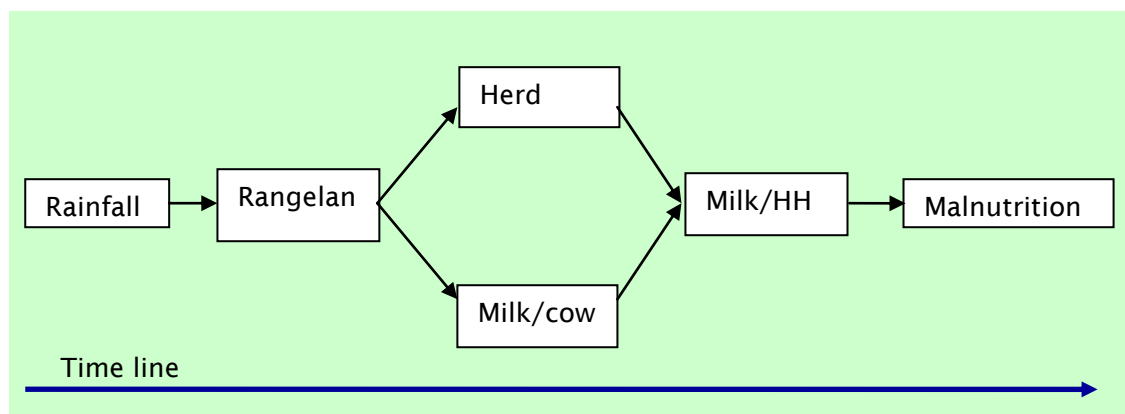 Herd
Rainfall
Rangelan
Milk/HH
Malnutrition
Milk/cow
Time line